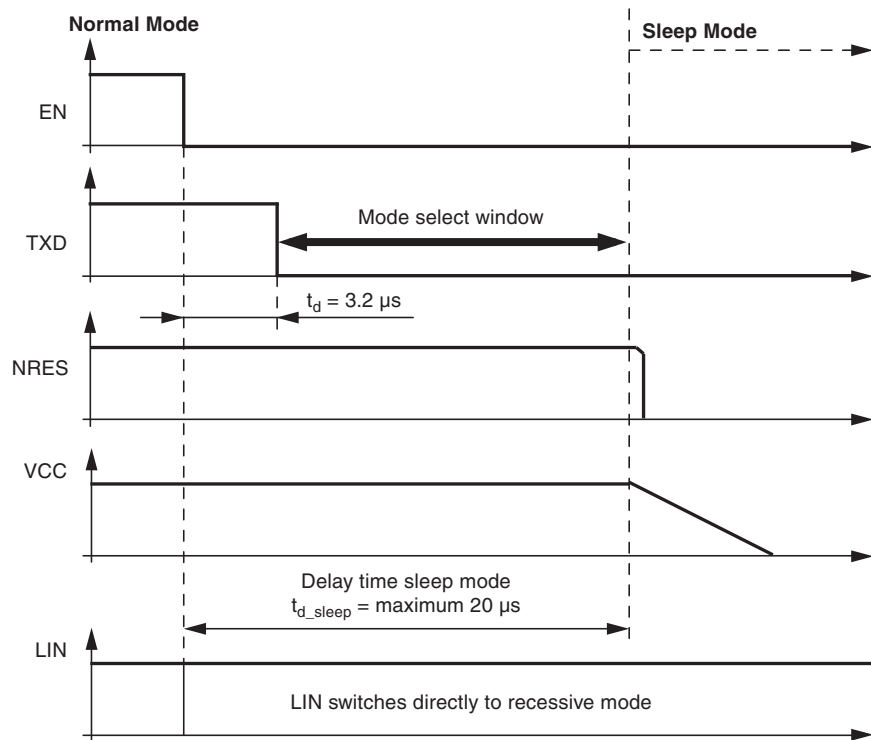 Normal Mode
Sleep Mode
EN
Mode select window
TXD
t_d = 3.2 µs
NRES
VCC
Delay time sleep mode
t_d_sleep = maximum 20 µs
LIN
LIN switches directly to recessive mode